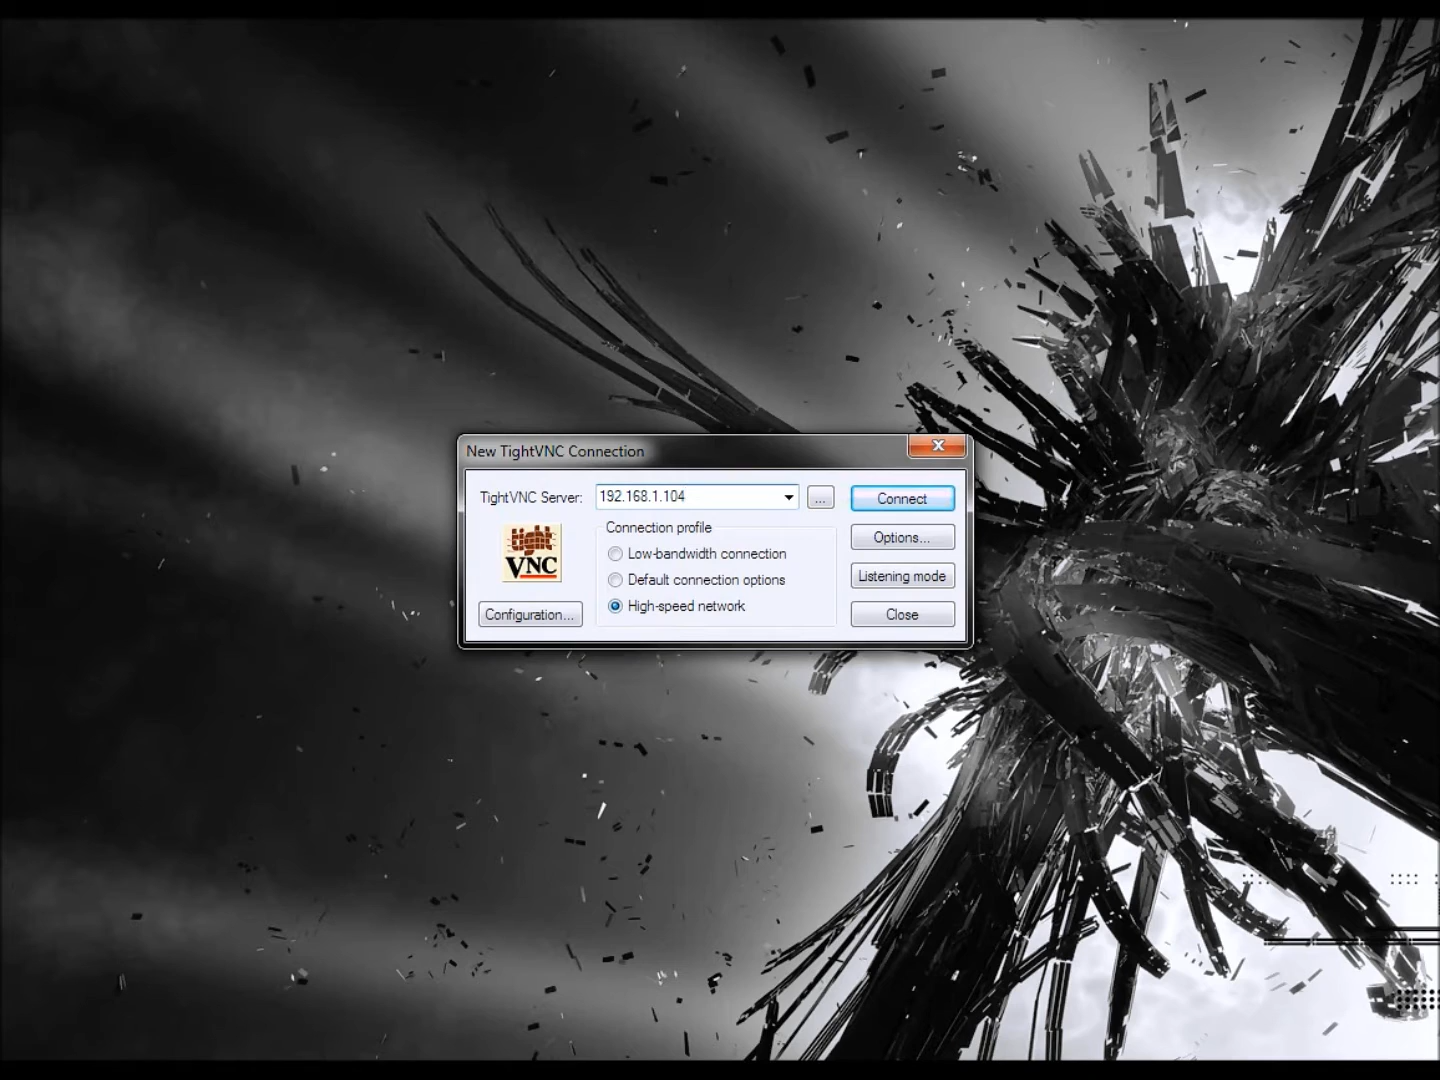 New TightVNC Connection
X
TightVNC Server:
192.168.1.104
...
Connect
Connection profile
Options...
tight
VNC
Low-bandwidth connection
Default connection options
Listening mode
High-speed network
Configuration...
Close